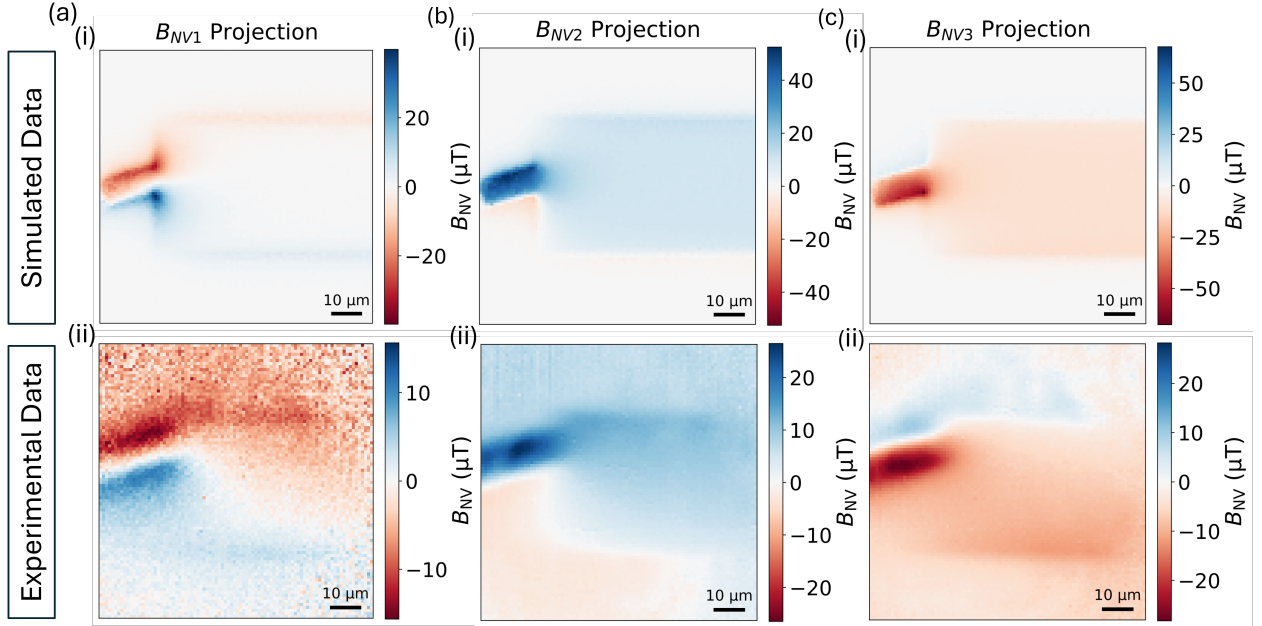 (a)
(b)
(c)
(i) B_NV1 Projection
(i) B_NV2 Projection
(i) B_NV3 Projection
Simulated Data
20
0
−20
10 µm
B_NV (µT)
40
20
0
−20
−40
10 µm
B_NV (µT)
50
25
0
−25
−50
10 µm
B_NV (µT)
Experimental Data
(ii)
10
0
−10
10 µm
B_NV (µT)
(ii)
20
10
0
−10
−20
10 µm
B_NV (µT)
(ii)
20
10
0
−10
−20
10 µm
B_NV (µT)